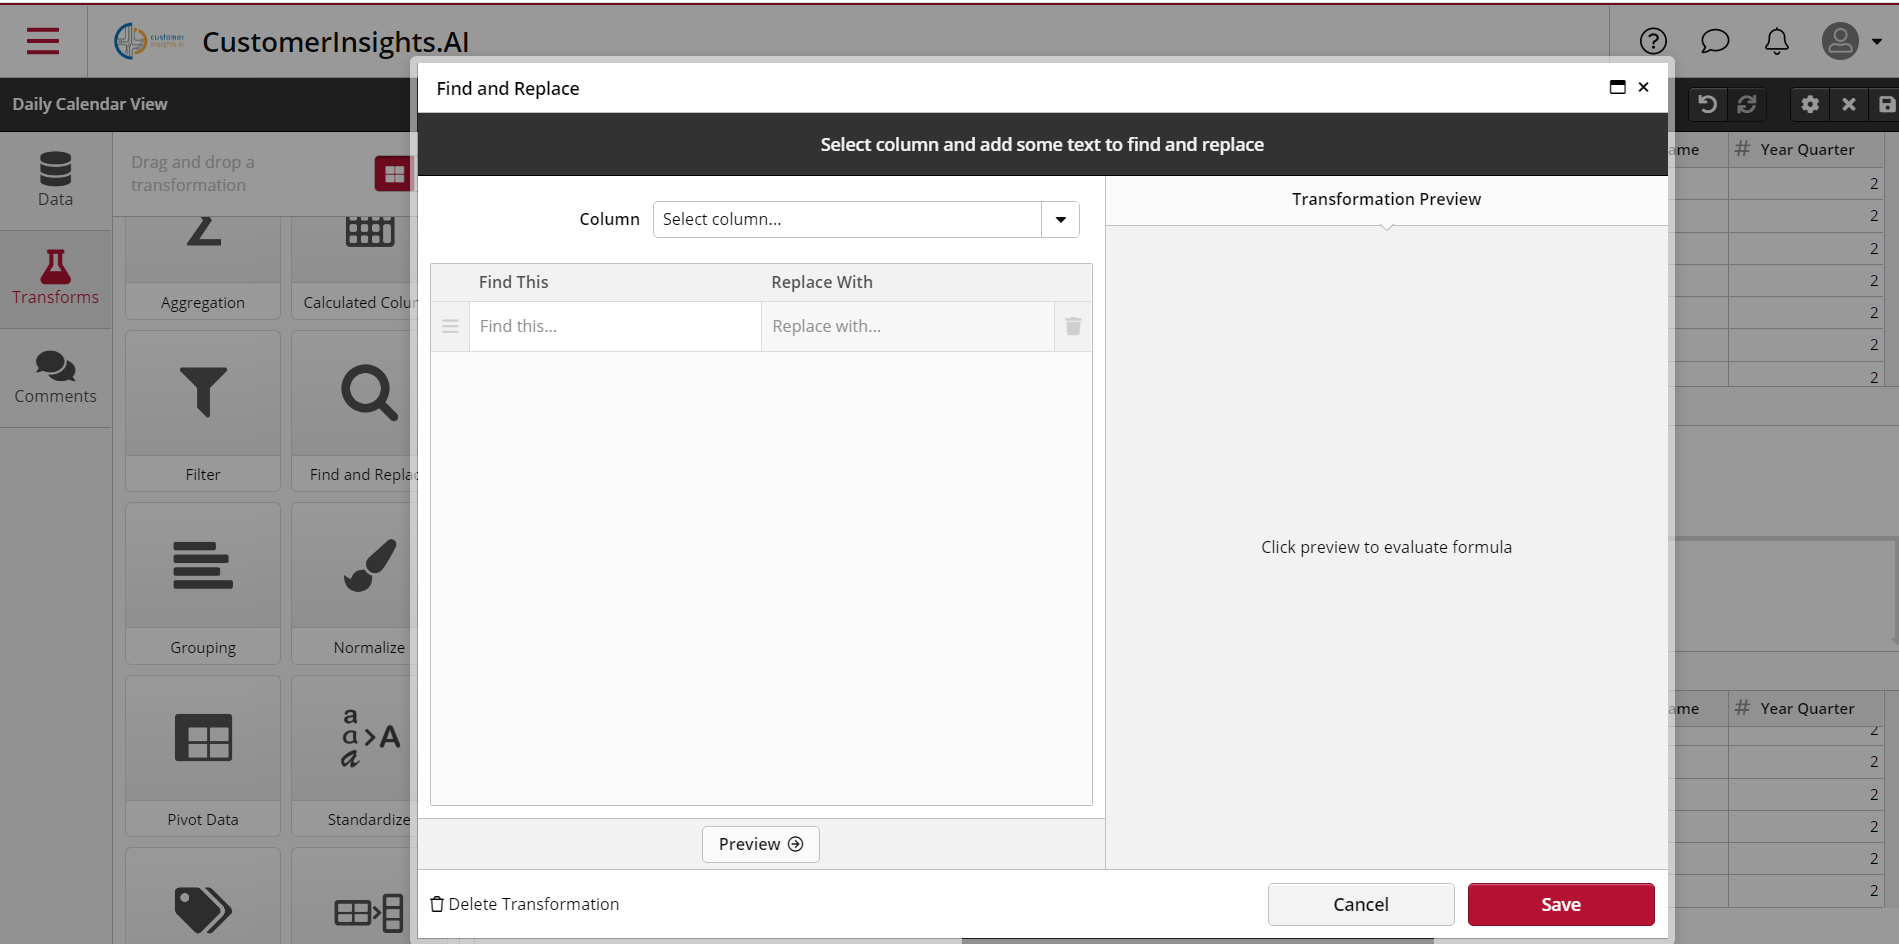 customer
insights.ai
CustomerInsights.AI
Daily Calendar View
Data
Transforms
Comments
Drag and drop a
transformation
Aggregation
Calculated Colu
Filter
Find and Repla
Grouping
Normalize
Pivot Data
a
a>A
a
Standardize
Find and Replace
Select column and add some text to find and replace
Column
Select column...
Find This
Replace With
Find this...
Replace with...
Preview
Transformation Preview
Click preview to evaluate formula
Delete Transformation
Cancel
Save
ame
# Year Quarter
2
2
2
2
2
2
2
ame
# Year Quarter
2
2
2
2
2
2